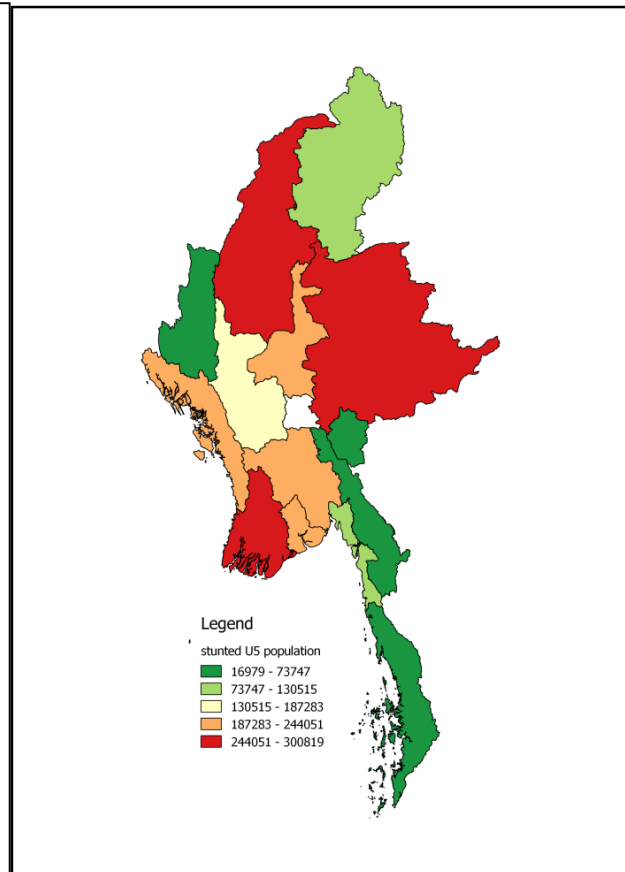 Legend
stunted U5 population
16979 - 73747
73747 - 130515
130515 - 187283
187283 - 244051
244051 - 300819